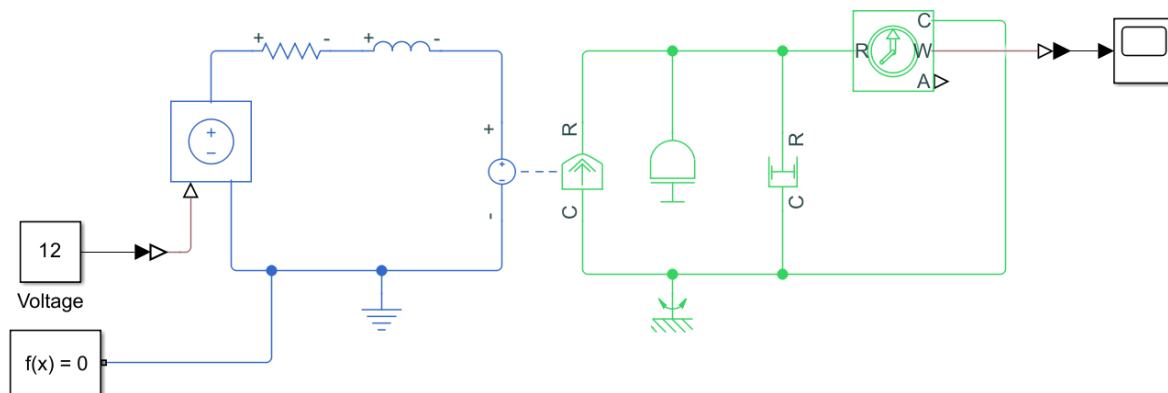 + - + -
C
R W
A
+ R R
+
-
+
-
- C C
12
Voltage
f(x) = 0